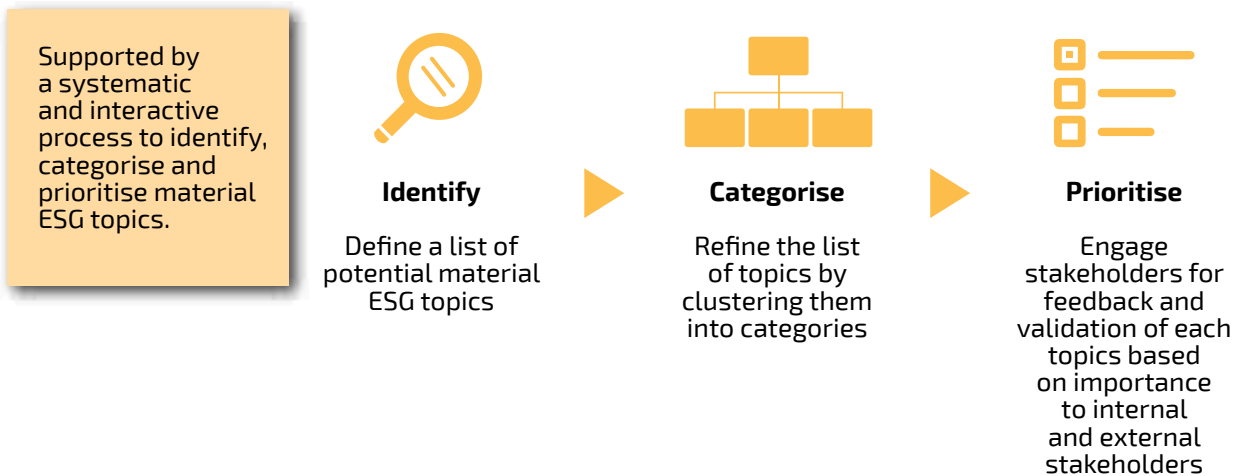 Supported by
a systematic
and interactive
process to identify,
categorise and
prioritise material
ESG topics.
Identify
Define a list of
potential material
ESG topics
Categorise
Refine the list
of topics by
clustering them
into categories
Prioritise
Engage
stakeholders for
feedback and
validation of each
topics based
on importance
to internal
and external
stakeholders